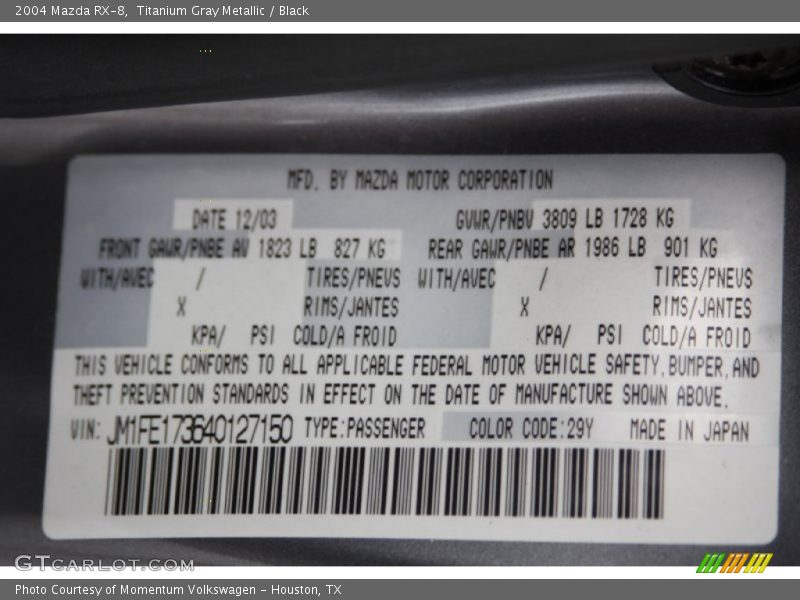 2004 Mazda RX-8,  Titanium Gray Metallic / Black
MFD. BY MAZDA MOTOR CORPORATION
DATE 12/03 GVWR/PNBV 3809 LB 1728 KG
FRONT GAWR/PNBE AV 1823 LB 827 KG REAR GAWR/PNBE AR 1986 LB 901 KG
WITH/AVEC / TIRES/PNEUS WITH/AVEC / TIRES/PNEUS
X RIMS/JANTES X RIMS/JANTES
KPA/ PSI COLD/A FROID KPA/ PSI COLD/A FROID
THIS VEHICLE CONFORMS TO ALL APPLICABLE FEDERAL MOTOR VEHICLE SAFETY,BUMPER,AND
THEFT PREVENTION STANDARDS IN EFFECT ON THE DATE OF MANUFACTURE SHOWN ABOVE.
VIN: JM1FE173640127150 TYPE:PASSENGER COLOR CODE:29Y MADE IN JAPAN
GTCARLOT.COM
Photo Courtesy of Momentum Volkswagen - Houston, TX